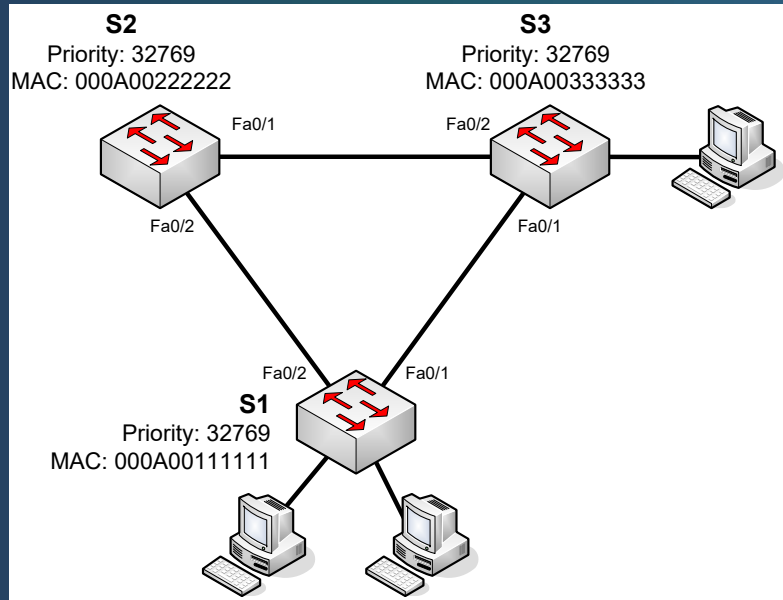 S2
Priority: 32769
MAC: 000A00222222
S3
Priority: 32769
MAC: 000A00333333
Fa0/1
Fa0/2
Fa0/2
Fa0/1
Fa0/2
Fa0/1
S1
Priority: 32769
MAC: 000A00111111